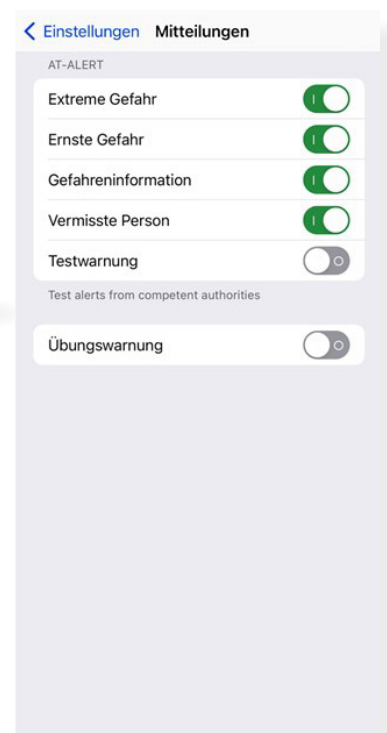 Einstellungen Mitteilungen
AT-ALERT
Extreme Gefahr
Ernste Gefahr
Gefahreninformation
Vermisste Person
Testwarnung
Test alerts from competent authorities
Übungswarnung